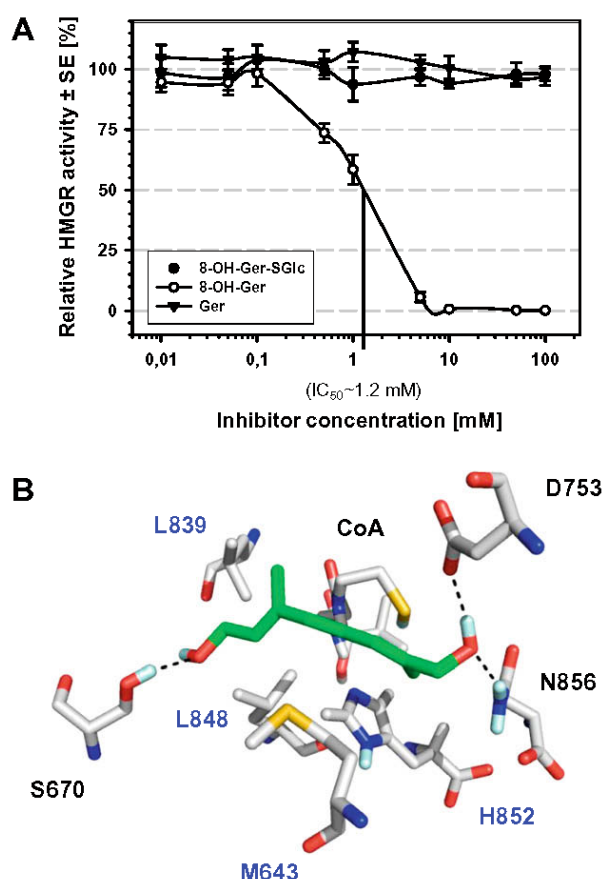 A
Relative HMGR activity ± SE [%]
100
75
50
25
0
8-OH-Ger-SGlc
8-OH-Ger
Ger
0,01 0,1 1 10 100
(IC50~1.2 mM)
Inhibitor concentration [mM]
B
D753
L839
CoA
N856
L848
S670
H852
M643